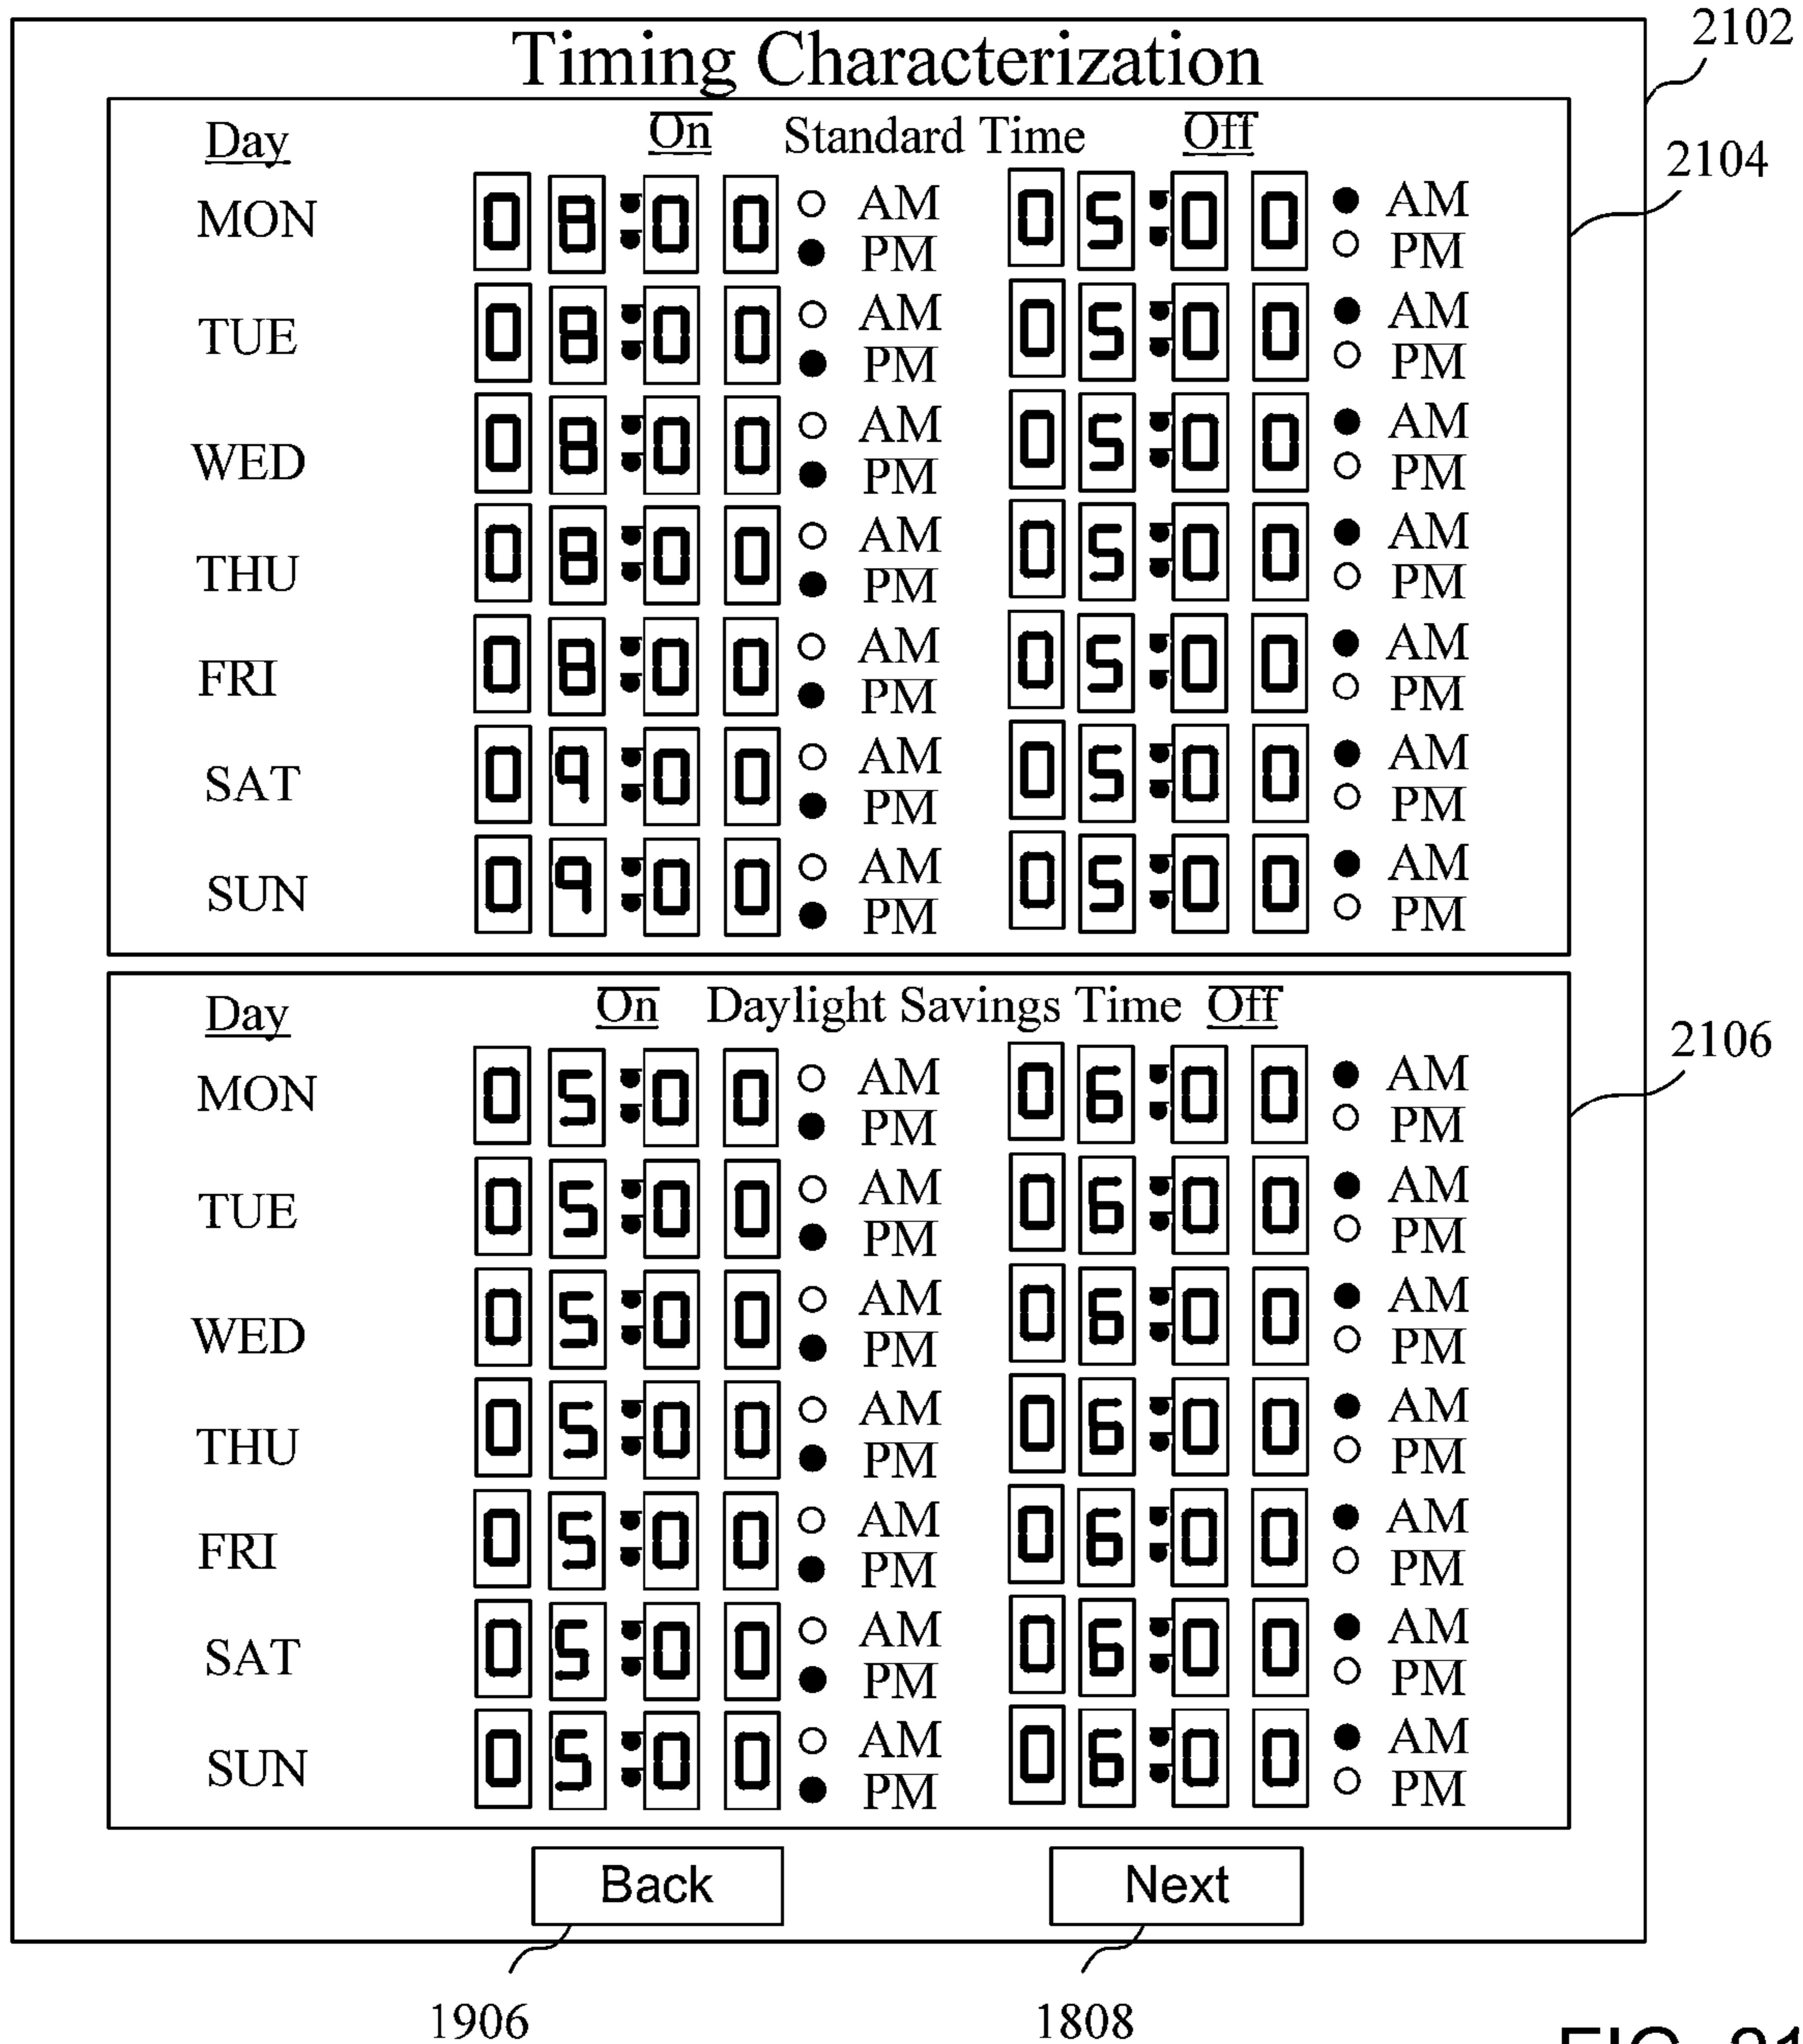 2102
Timing Characterization
Day On Standard Time Off
2104
MON 08:00 AM PM 05:00 AM PM
TUE 08:00 AM PM 05:00 AM PM
WED 08:00 AM PM 05:00 AM PM
THU 08:00 AM PM 05:00 AM PM
FRI 08:00 AM PM 05:00 AM PM
SAT 09:00 AM PM 05:00 AM PM
SUN 09:00 AM PM 05:00 AM PM
Day On Daylight Savings Time Off
2106
MON 05:00 AM PM 06:00 AM PM
TUE 05:00 AM PM 06:00 AM PM
WED 05:00 AM PM 06:00 AM PM
THU 05:00 AM PM 06:00 AM PM
FRI 05:00 AM PM 06:00 AM PM
SAT 05:00 AM PM 06:00 AM PM
SUN 05:00 AM PM 06:00 AM PM
Back Next
1906 1808
FIG. 21